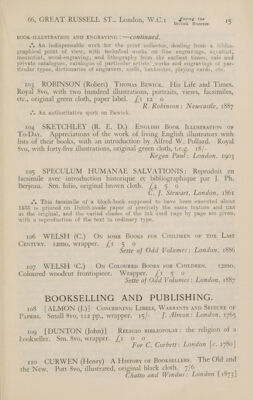 66, GREAT RUSSELL ST., London, W.C.1 Facing the British Museum 15
BOOK-ILLUSTRATION AND ENGRAVING:—continued.
∴ An indispensable work for the print collector, dealing from a biblio-
graphical point of view, with technical works on fine engravings, aquatint,
mezzotint, wood-engraving, and lithography from the earliest times, sale and
private catalogues, catalogues of particular artists' works and engravings of par-
ticular types, dictionaries of engravers, niello, bookplates, playing cards, etc.
103 ROBINSON (Robert) THOMAS BEWICK. His Life and Times.
Royal 8vo, with two hundred illustrations, portraits, views, facsimiles,
etc., original green cloth, paper label. £1 12 0
R. Robinson: Newcastle, 1887
∴ An authoritative work on Bewick.
104 SKETCHLEY (R. E. D.) ENGLISH BOOK ILLUSTRATION OF
TO-DAY. Appreciations of the work of living English illustrators with
lists of their books, with an introduction by Alfred W. Pollard. Royal
8vo, with forty-five illustrations, original green cloth, t.e.g. 18/-
Kegan Paul: London, 1903
105 SPECULUM HUMANAE SALVATIONIS: Reproduit en
facsimile avec introduction historique et bibliographique par J. Ph.
Berjeau. Sm. folio, original brown cloth. £4 5 0
C. J. Stewart, London, 1861
∴ This facsimile of a block-book supposed to have been executed about
printed on Dutch-made paper of precisely the same texture and tint
as the original, and the varied shades of the ink used page by page are given,
with a reproduction of the text in ordinary type.
106 WELSH (C.) ON SOME BOOKS FOR CHILDREN OF THE LAST
CENTURY. 12mo, wrapper. £1 5 0
Sette of Odd Volumes: London, 1886
107 WELSH (C.) ON COLOURED BOOKS FOR CHILDREN. 12mo.
Coloured woodcut frontispiece. Wrapper. £1 5 0
Sette of Odd Volumes: London, 1887
BOOKSELLING AND PUBLISHING.
108 [ALMON (J.)] CONCERNING LIBELS, WARRANTS AND SEIZURE OF
PAPERS. Small 8vo, 112 pp., wrapper. 15/- J. Almon: London, 1765
109 [DUNTON (John)] RELIGIO BIBLIOPOLAE: the religion of a
bookseller. Sm. 8vo, wrapper. £1 0 0
For C. Corbett: London [c. 1780]
110 CURWEN (Henry) A HISTORY OF BOOKSELLERS. The Old and
the New. Post 8vo, illustrated, original black cloth. 7/6
Chatto and Windus: London [1873]